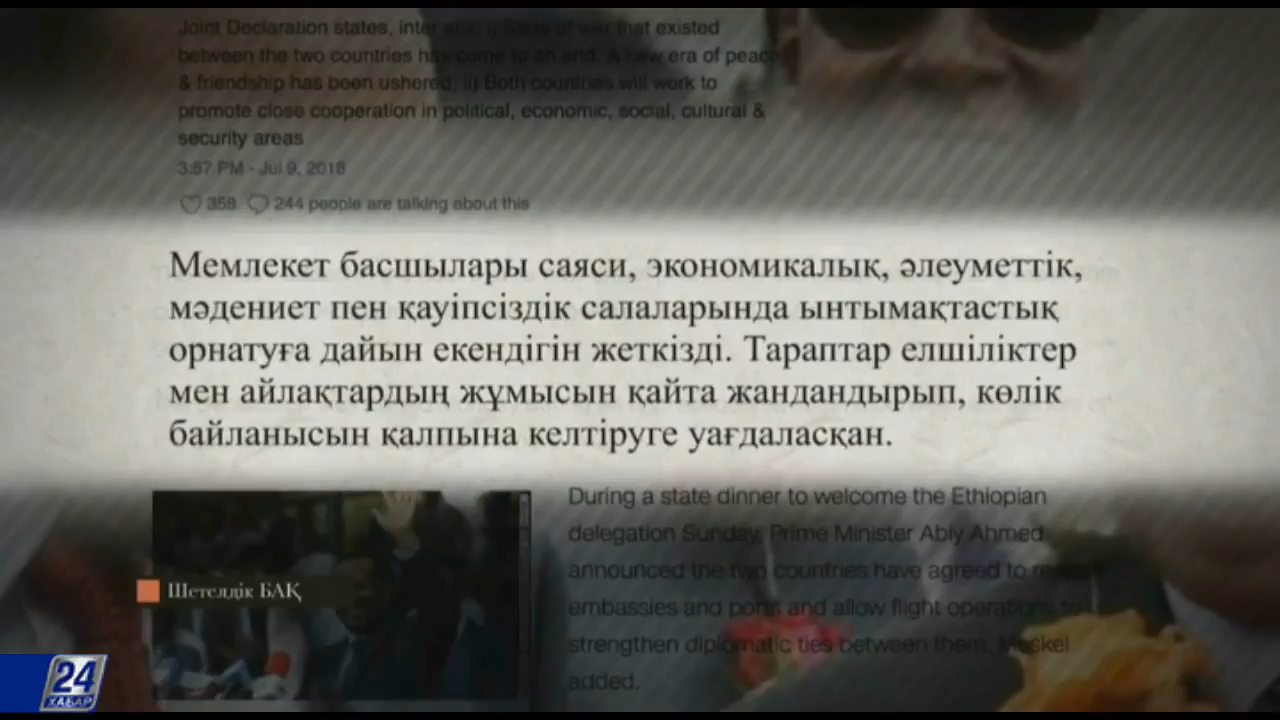 Joint Declaration states, inter alia; i) State of war that existed
between the two countries has come to an end. A new era of peace
& friendship has been ushered; ii) Both countries will work to
promote close cooperation in political, economic, social, cultural &
security areas
3:57 PM - Jul 9, 2018
358 244 people are talking about this
Мемлекет басшылары саяси, экономикалық, әлеуметтік,
мәдениет пен қауіпсіздік салаларында ынтымақтастық
орнатуға дайын екендігін жеткізді. Тараптар елшіліктер
мен айлақтардың жұмысын қайта жандандырып, көлік
байланысын қалпына келтіруге уағдаласқан.
During a state dinner to welcome the Ethiopian
delegation Sunday, Prime Minister Abiy Ahmed
announced the two countries have agreed to
embassies and ports and allow flight operations to
strengthen diplomatic ties between them, Meskel
added.
Шетелдік БАҚ
24
ХАБАР